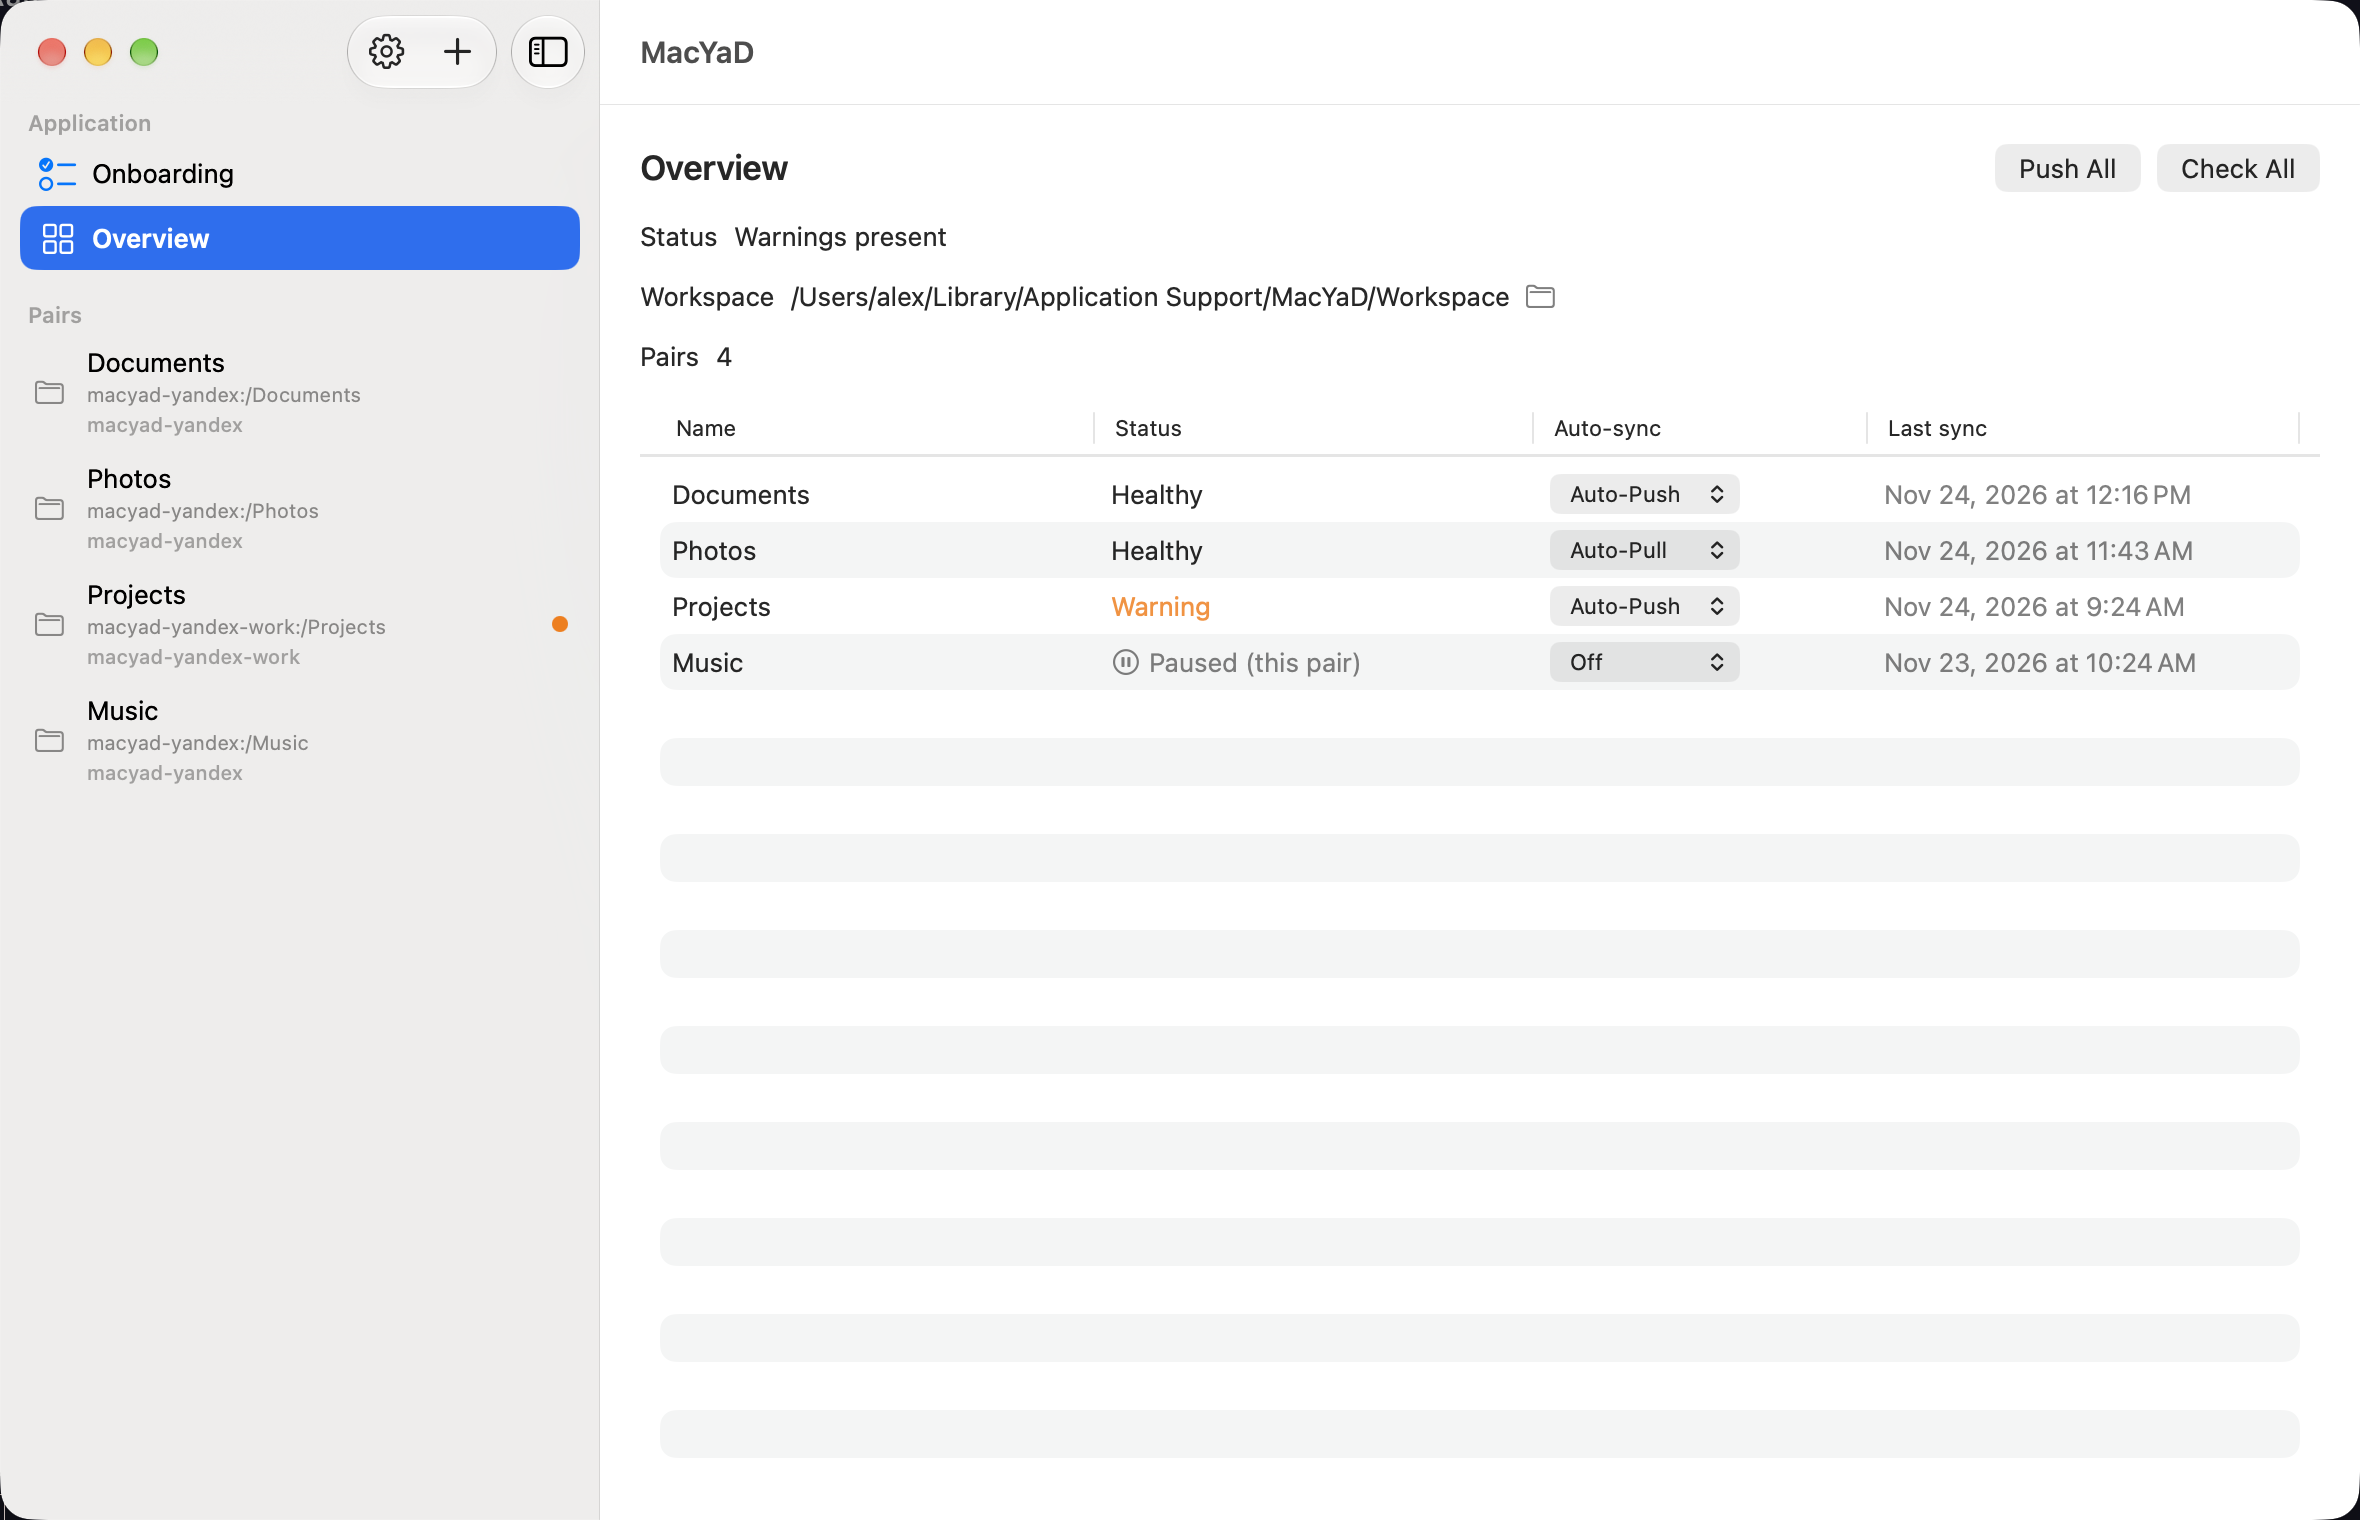 MacYaD
Application
Onboarding
Overview
Pairs
Documents
macyad-yandex:/Documents
macyad-yandex
Photos
macyad-yandex:/Photos
macyad-yandex
Projects
macyad-yandex-work:/Projects
macyad-yandex-work
Music
macyad-yandex:/Music
macyad-yandex
Overview
Push All Check All
Status Warnings present
Workspace /Users/alex/Library/Application Support/MacYaD/Workspace
Pairs 4
Name Status Auto-sync Last sync
Documents Healthy Auto-Push Nov 24, 2026 at 12:16 PM
Photos Healthy Auto-Pull Nov 24, 2026 at 11:43 AM
Projects Warning Auto-Push Nov 24, 2026 at 9:24 AM
Music Paused (this pair) Off Nov 23, 2026 at 10:24 AM